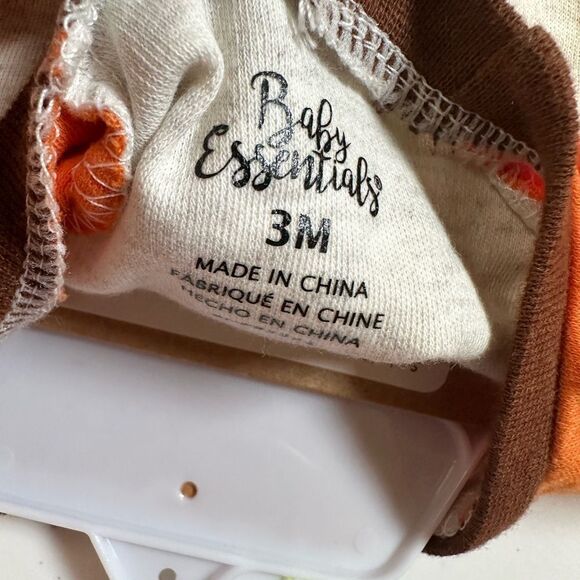 Baby
Essentials
3M
MADE IN CHINA
FABRIQUÉ EN CHINE
HECHO EN CHINA